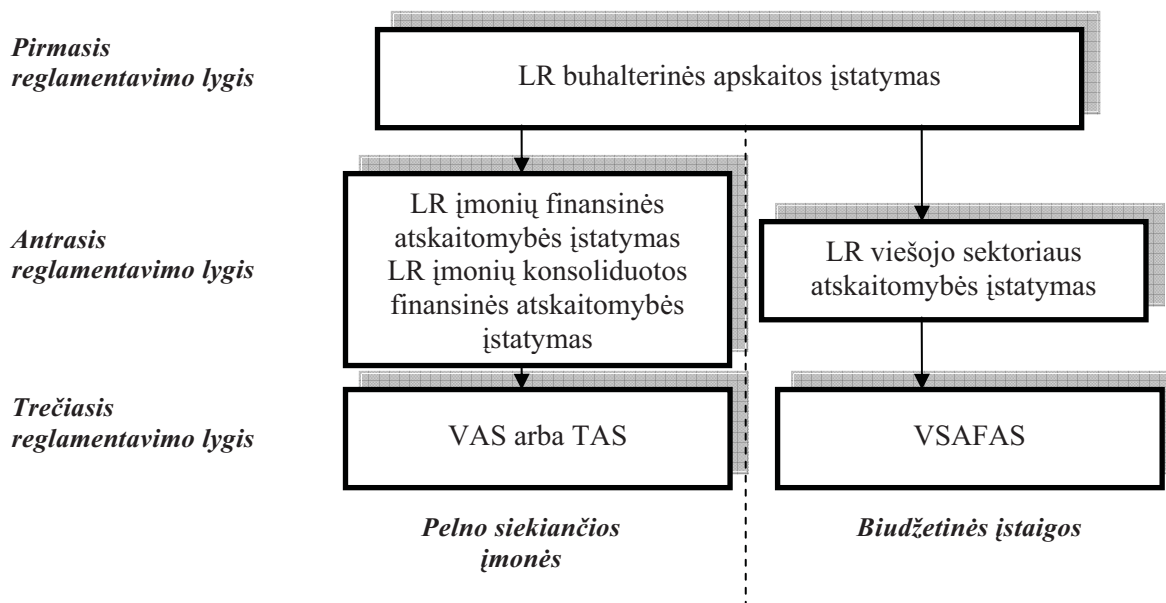 Pirmasis
reglamentavimo lygis
LR buhalterinės apskaitos įstatymas
Antrasis
reglamentavimo lygis
LR įmonių finansinės
atskaitomybės įstatymas
LR įmonių konsoliduotos
finansinės atskaitomybės
įstatymas
LR viešojo sektoriaus
atskaitomybės įstatymas
Trečiasis
reglamentavimo lygis
VAS arba TAS
VSAFAS
Pelno siekiančios
įmonės
Biudžetinės įstaigos